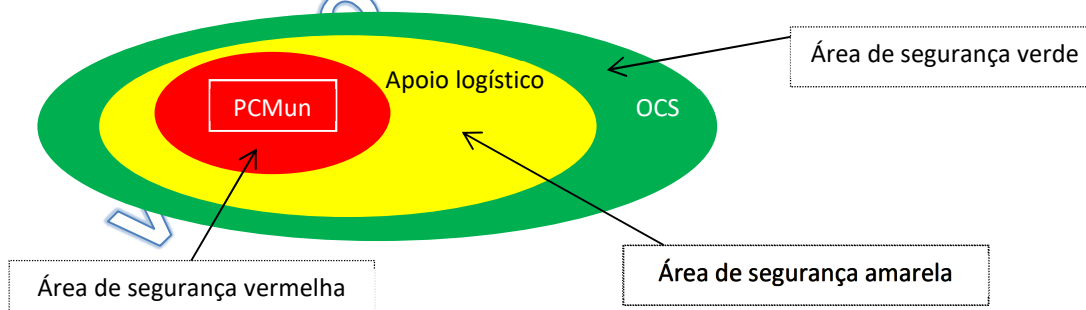 Área de segurança verde
Apoio logístico
PCMun
OCS
Área de segurança vermelha
Área de segurança amarela